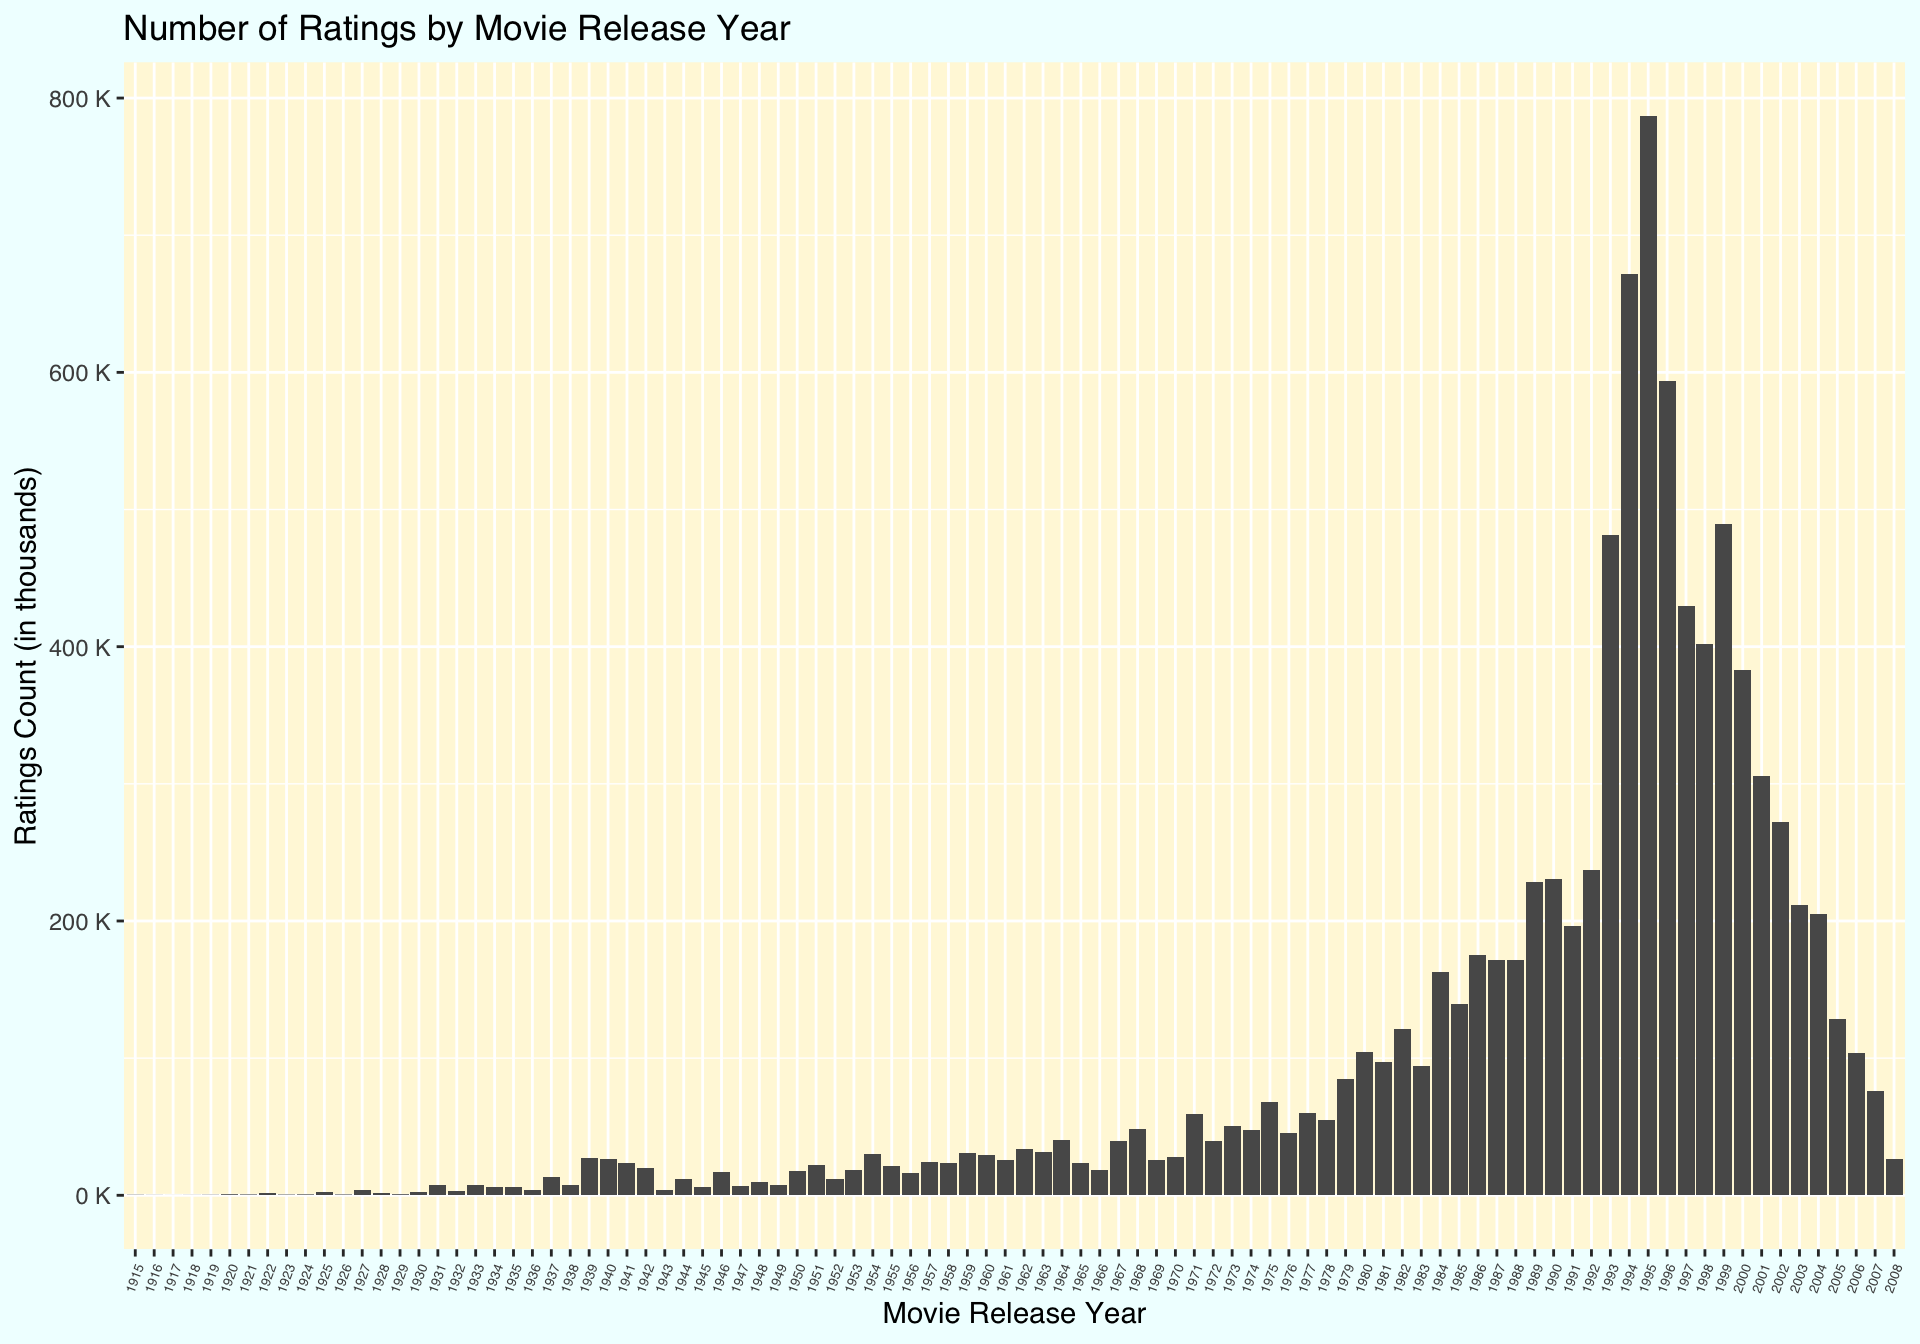 Number of Ratings by Movie Release Year
800 K
600 K
400 K
200 K
0 K
Ratings Count (in thousands)
1915 1916 1917 1918 1919 1920 1921 1922 1923 1924 1925 1926 1927 1928 1929 1930 1931 1932 1933 1934 1935 1936 1937 1938 1939 1940 1941 1942 1943 1944 1945 1946 1947 1948 1949 1950 1951 1952 1953 1954 1955 1956 1957 1958 1959 1960 1961 1962 1963 1964 1965 1966 1967 1968 1969 1970 1971 1972 1973 1974 1975 1976 1977 1978 1979 1980 1981 1982 1983 1984 1985 1986 1987 1988 1989 1990 1991 1992 1993 1994 1995 1996 1997 1998 1999 2000 2001 2002 2003 2004 2005 2006 2007 2008
Movie Release Year